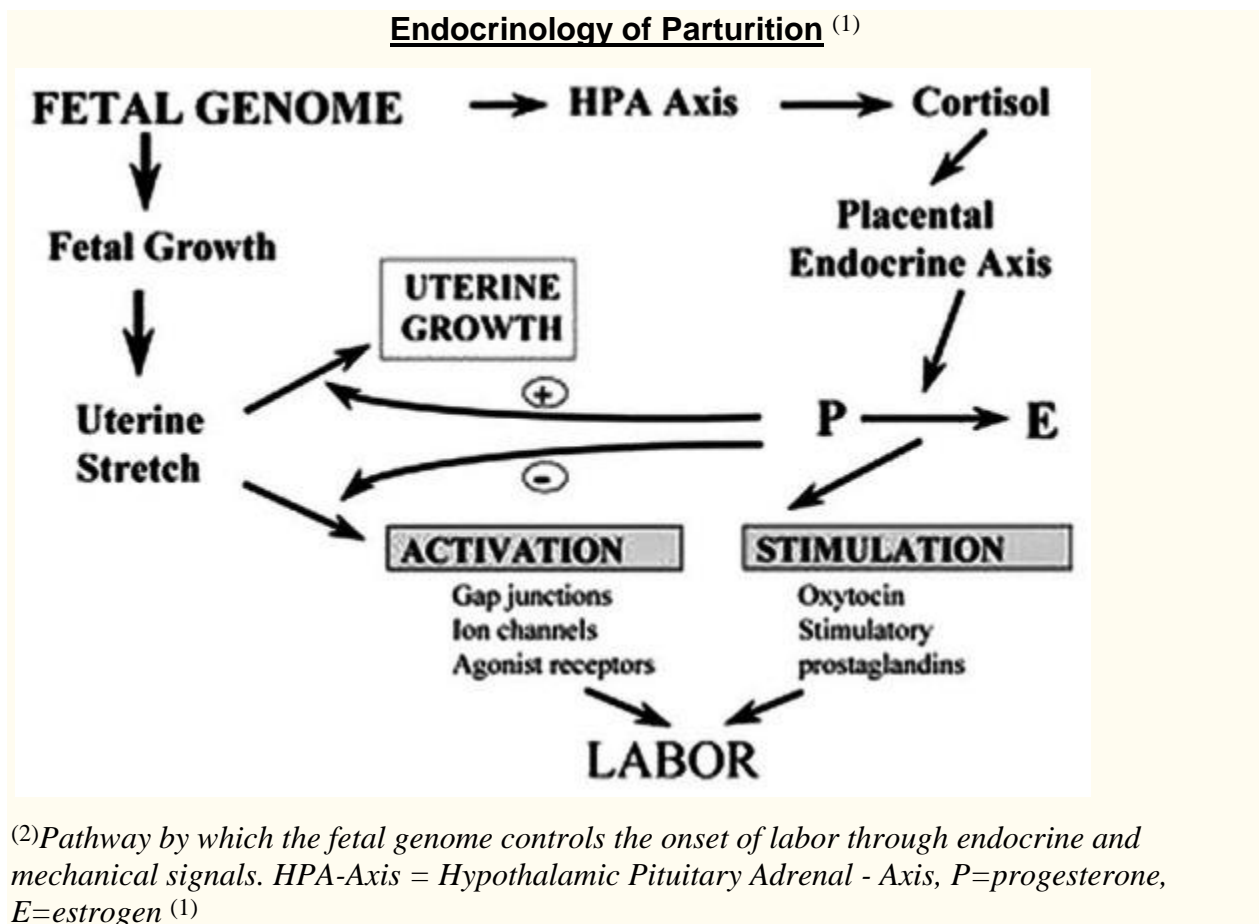 Endocrinology of Parturition (1)
FETAL GENOME
HPA Axis
Cortisol
Fetal Growth
Placental
Endocrine Axis
UTERINE
GROWTH
Uterine
Stretch
+
-
P
E
ACTIVATION
Gap junctions
Ion channels
Agonist receptors
STIMULATION
Oxytocin
Stimulatory
prostaglandins
LABOR
(2)Pathway by which the fetal genome controls the onset of labor through endocrine and
mechanical signals. HPA-Axis = Hypothalamic Pituitary Adrenal - Axis, P=progesterone,
E=estrogen (1)